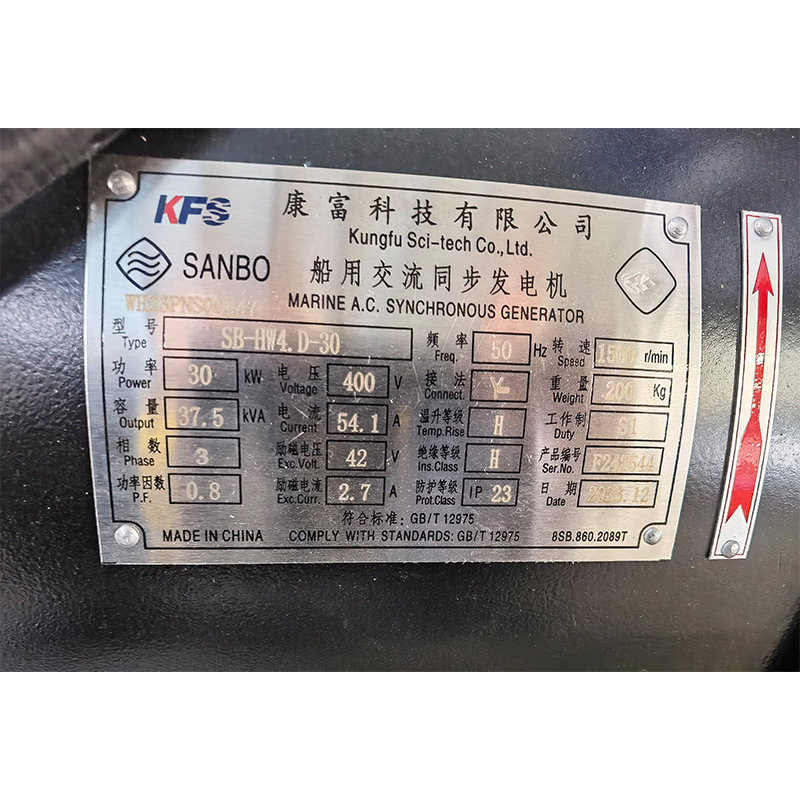 KFS 康富科技有限公司
Kungfu Sci-tech Co., Ltd.
SANBO 船用交流同步发电机
MARINE A.C. SYNCHRONOUS GENERATOR
型号 Type SB-HW4.D-30 频率 Freq. 50 Hz 转速 Speed 1500 r/min
功率 Power 30 kW 电压 Voltage 400 V 接法 Connect. Y 重量 Weight 200 Kg
容量 Output 37.5 kVA 电流 Current 54.1 A 温升等级 Temp.Rise H 工作制 Duty S1
相数 Phase 3 励磁电压 Exc.Volt. 42 V 绝缘等级 Ins.Class H 产品编号 Ser.No.
功率因数 P.F. 0.8 励磁电流 Exc.Curr. 2.7 A 防护等级 Prot.Class IP 23 日期 Date
符合标准: GB/T 12975
MADE IN CHINA COMPLY WITH STANDARDS: GB/T 12975 8SB.860.2089T